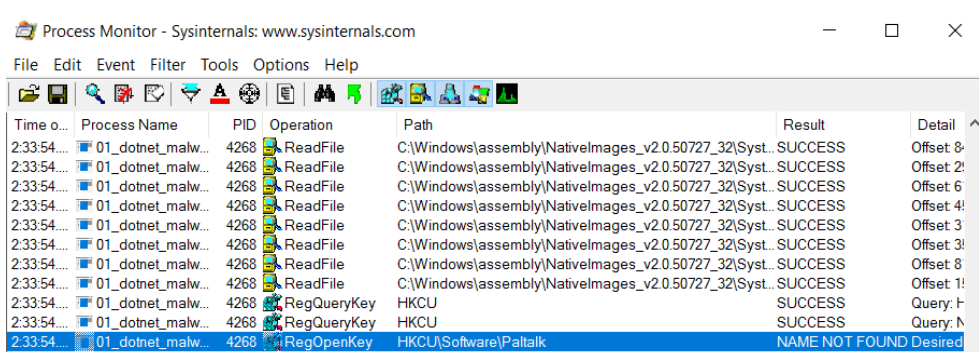 Process Monitor - Sysinternals: www.sysinternals.com
File Edit Event Filter Tools Options Help
Time o... Process Name PID Operation Path Result Detail
2:33:54.... 01_dotnet_malw... 4268 ReadFile C:\Windows\assembly\NativeImages_v2.0.50727_32\Syst... SUCCESS Offset: 84
2:33:54.... 01_dotnet_malw... 4268 ReadFile C:\Windows\assembly\NativeImages_v2.0.50727_32\Syst... SUCCESS Offset: 29
2:33:54.... 01_dotnet_malw... 4268 ReadFile C:\Windows\assembly\NativeImages_v2.0.50727_32\Syst... SUCCESS Offset: 6
2:33:54.... 01_dotnet_malw... 4268 ReadFile C:\Windows\assembly\NativeImages_v2.0.50727_32\Syst... SUCCESS Offset: 4
2:33:54.... 01_dotnet_malw... 4268 ReadFile C:\Windows\assembly\NativeImages_v2.0.50727_32\Syst... SUCCESS Offset: 3
2:33:54.... 01_dotnet_malw... 4268 ReadFile C:\Windows\assembly\NativeImages_v2.0.50727_32\Syst... SUCCESS Offset: 3
2:33:54.... 01_dotnet_malw... 4268 ReadFile C:\Windows\assembly\NativeImages_v2.0.50727_32\Syst... SUCCESS Offset: 8
2:33:54.... 01_dotnet_malw... 4268 ReadFile C:\Windows\assembly\NativeImages_v2.0.50727_32\Syst... SUCCESS Offset: 1
2:33:54.... 01_dotnet_malw... 4268 RegQueryKey HKCU SUCCESS Query: H
2:33:54.... 01_dotnet_malw... 4268 RegQueryKey HKCU SUCCESS Query: N
2:33:54.... 01_dotnet_malw... 4268 RegOpenKey HKCU\Software\Paltalk NAME NOT FOUND Desired